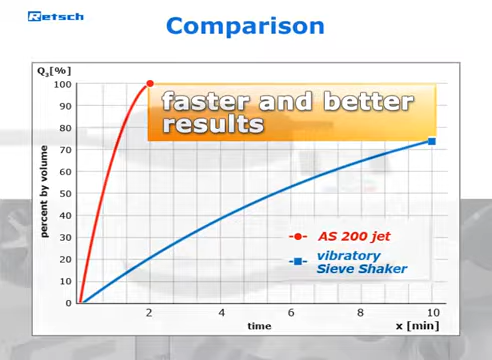 Retsch
Comparison
Q3[%]
100
90
80
70
60
50
40
30
20
10
0
percent by volume
faster and better
results
AS 200 jet
vibratory
Sieve Shaker
2
4
6
8
10
time
x [min]